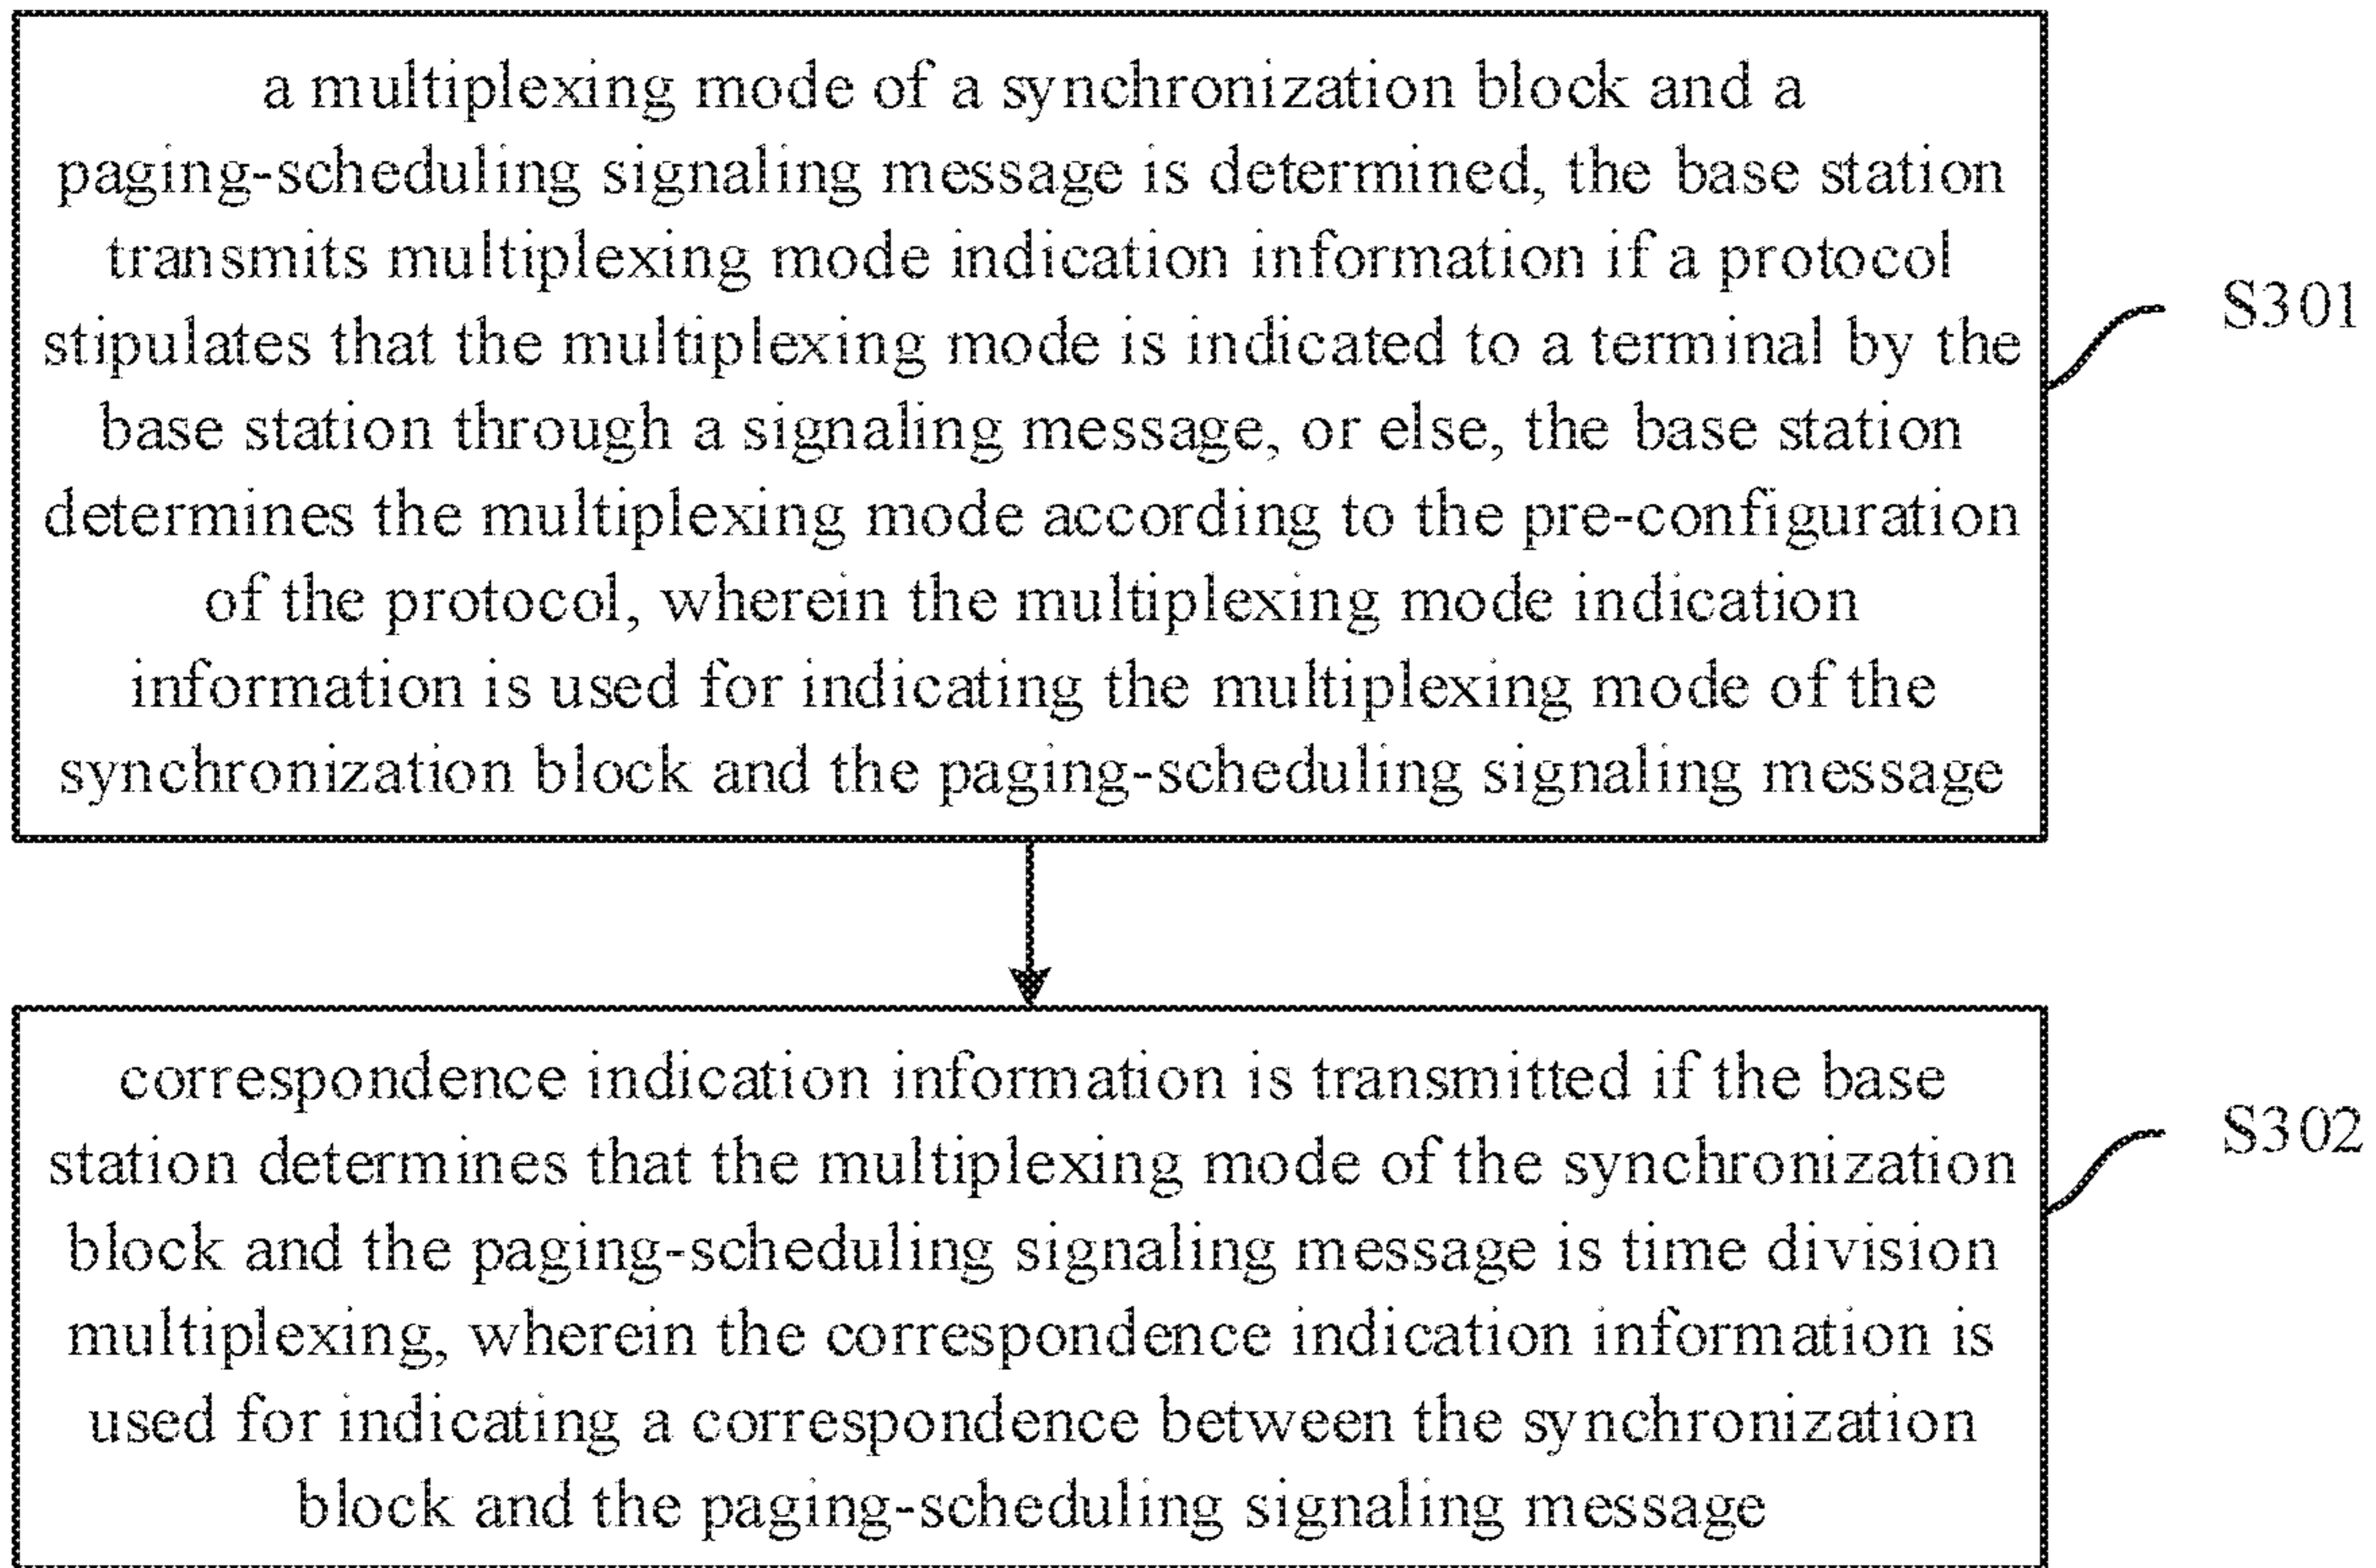 a multiplexing mode of a synchronization block and a
paging-scheduling signaling message is determined, the base station
transmits multiplexing mode indication information if a protocol
stipulates that the multiplexing mode is indicated to a terminal by the
base station through a signaling message, or else, the base station
determines the multiplexing mode according to the pre-configuration
of the protocol, wherein the multiplexing mode indication
information is used for indicating the multiplexing mode of the
synchronization block and the paging-scheduling signaling message
S301
correspondence indication information is transmitted if the base
station determines that the multiplexing mode of the synchronization
block and the paging-scheduling signaling message is time division
multiplexing, wherein the correspondence indication information is
used for indicating a correspondence between the synchronization
block and the paging-scheduling signaling message
S302